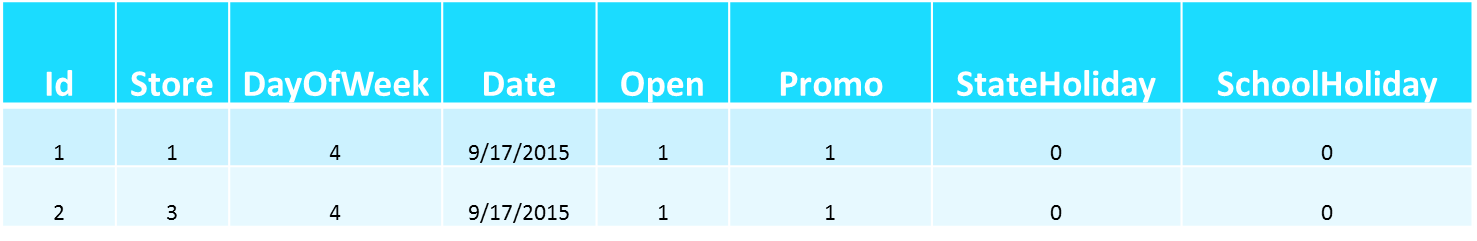 Id Store DayOfWeek Date Open Promo StateHoliday SchoolHoliday
1 1 4 9/17/2015 1 1 0 0
2 3 4 9/17/2015 1 1 0 0